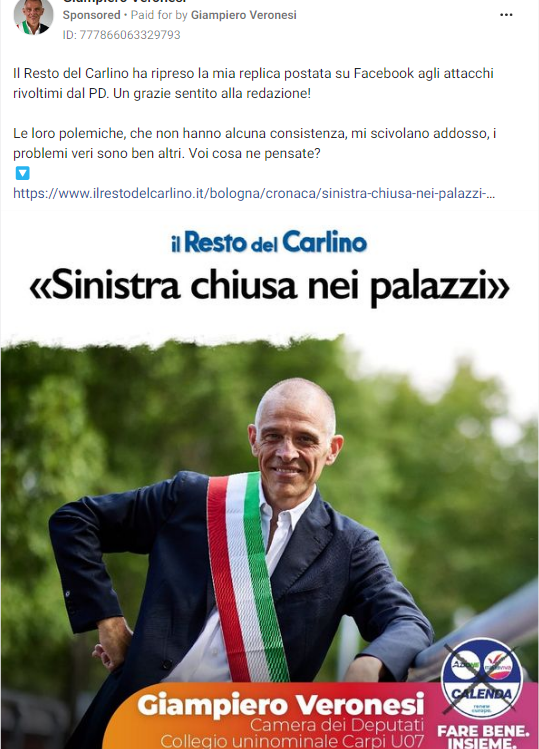 Giampiero Veronesi
Sponsored • Paid for by Giampiero Veronesi
ID: 777866063329793
Il Resto del Carlino ha ripreso la mia replica postata su Facebook agli attacchi
rivoltimi dal PD. Un grazie sentito alla redazione!
Le loro polemiche, che non hanno alcuna consistenza, mi scivolano addosso, i
problemi veri sono ben altri. Voi cosa ne pensate?
https://www.ilrestodelcarlino.it/bologna/cronaca/sinistra-chiusa-nei-palazzi-...
il Resto del Carlino
«Sinistra chiusa nei palazzi»
Giampiero Veronesi
Camera dei Deputati
Collegio uninominale Carpi U07
CALENDA
FARE BENE.
INSIEME.